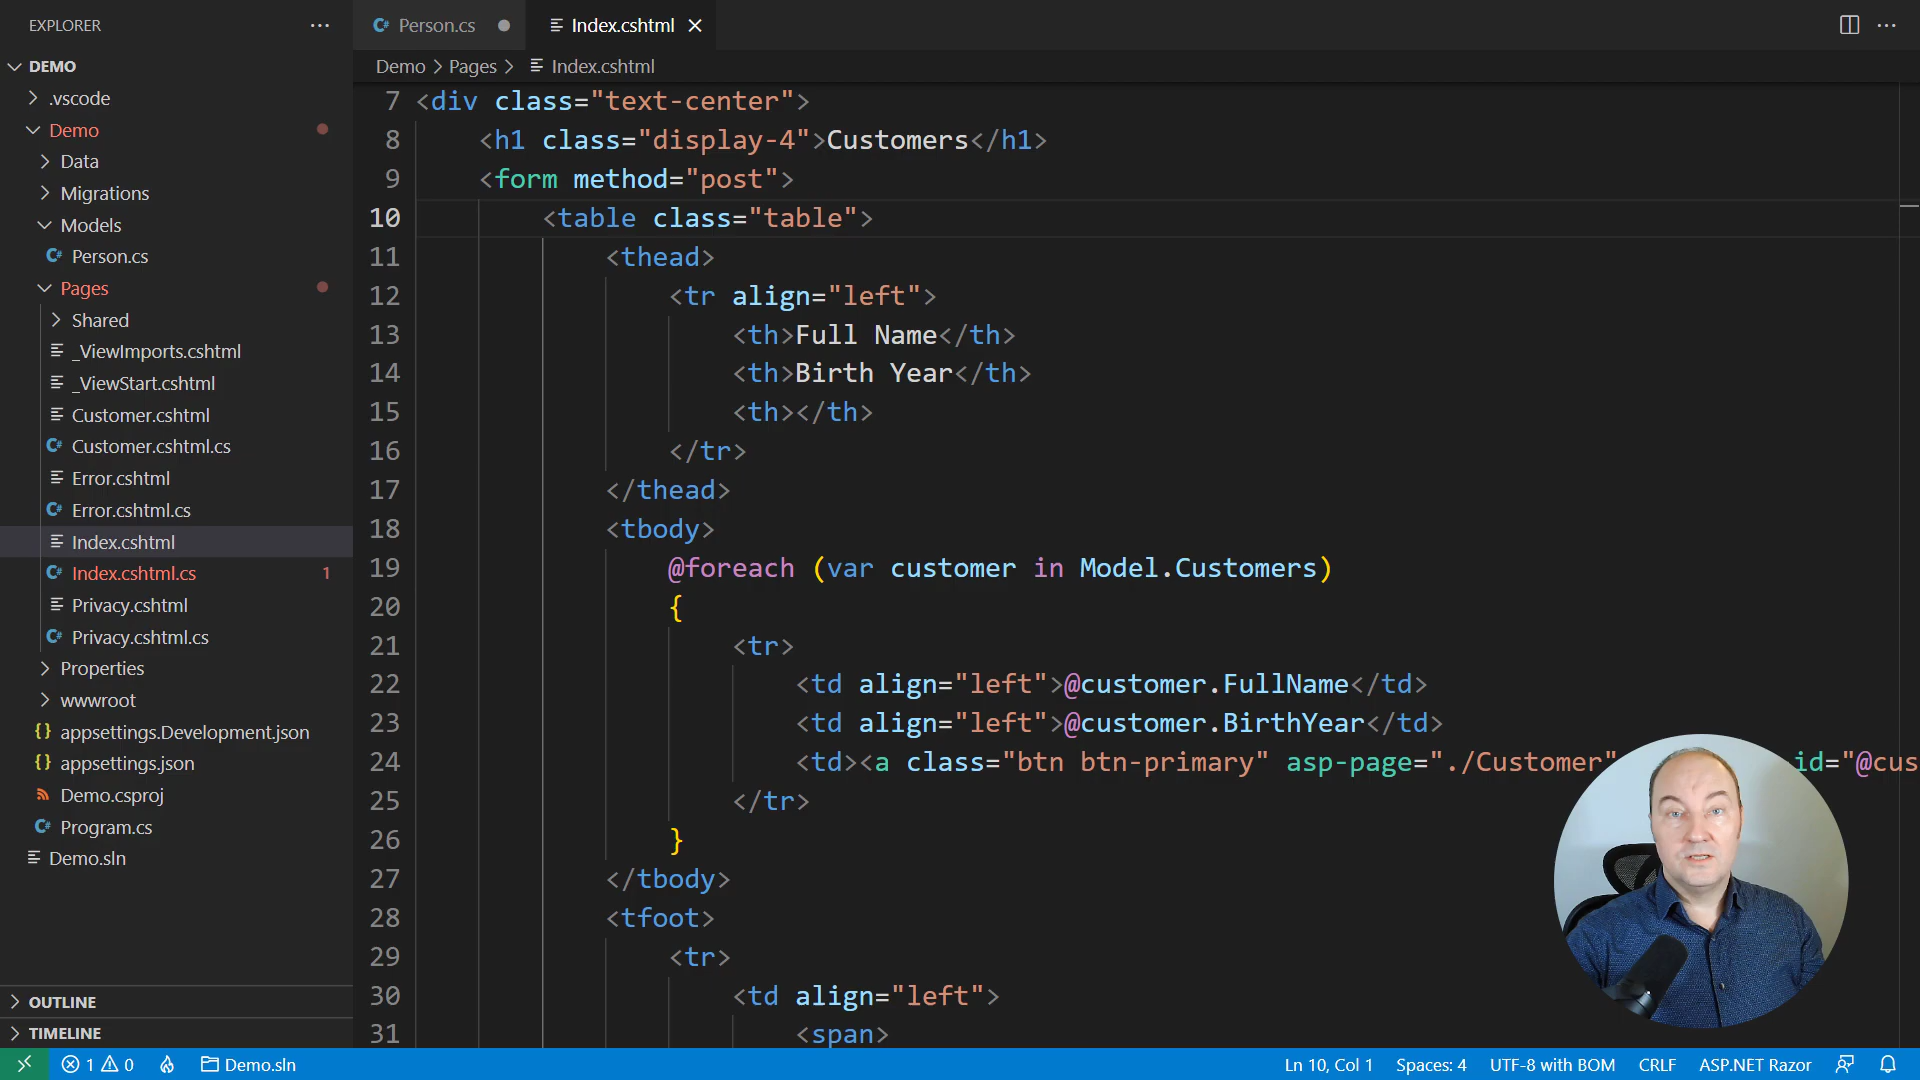 EXPLORER
DEMO
.vscode
Demo
Data
Migrations
Models
C# Person.cs
Pages
Shared
_ViewImports.cshtml
_ViewStart.cshtml
Customer.cshtml
C# Customer.cshtml.cs
Error.cshtml
C# Error.cshtml.cs
Index.cshtml
C# Index.cshtml.cs 1
Privacy.cshtml
C# Privacy.cshtml.cs
Properties
wwwroot
{} appsettings.Development.json
{} appsettings.json
Demo.csproj
C# Program.cs
Demo.sln
OUTLINE
TIMELINE
C# Person.cs
Index.cshtml
Demo > Pages > Index.cshtml
7 <div class="text-center">
8 <h1 class="display-4">Customers</h1>
9 <form method="post">
10 <table class="table">
11 <thead>
12 <tr align="left">
13 <th>Full Name</th>
14 <th>Birth Year</th>
15 <th></th>
16 </tr>
17 </thead>
18 <tbody>
19 @foreach (var customer in Model.Customers)
20 {
21 <tr>
22 <td align="left">@customer.FullName</td>
23 <td align="left">@customer.BirthYear</td>
24 <td><a class="btn btn-primary" asp-page="./Customer" id="@cus
25 </tr>
26 }
27 </tbody>
28 <tfoot>
29 <tr>
30 <td align="left">
31 <span>
1 0 Demo.sln Ln 10, Col 1 Spaces: 4 UTF-8 with BOM CRLF ASP.NET Razor